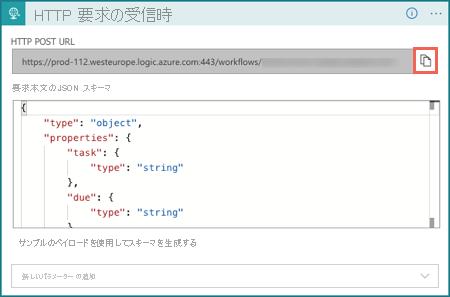 HTTP 要求の受信時
HTTP POST URL
https://prod-112.westeurope.logic.azure.com:443/workflows/
要求本文の JSON スキーマ
{
"type": "object",
"properties": {
"task": {
"type": "string"
},
"due": {
"type": "string"
}
サンプルのペイロードを使用してスキーマを生成する
新しいパラメーターの追加